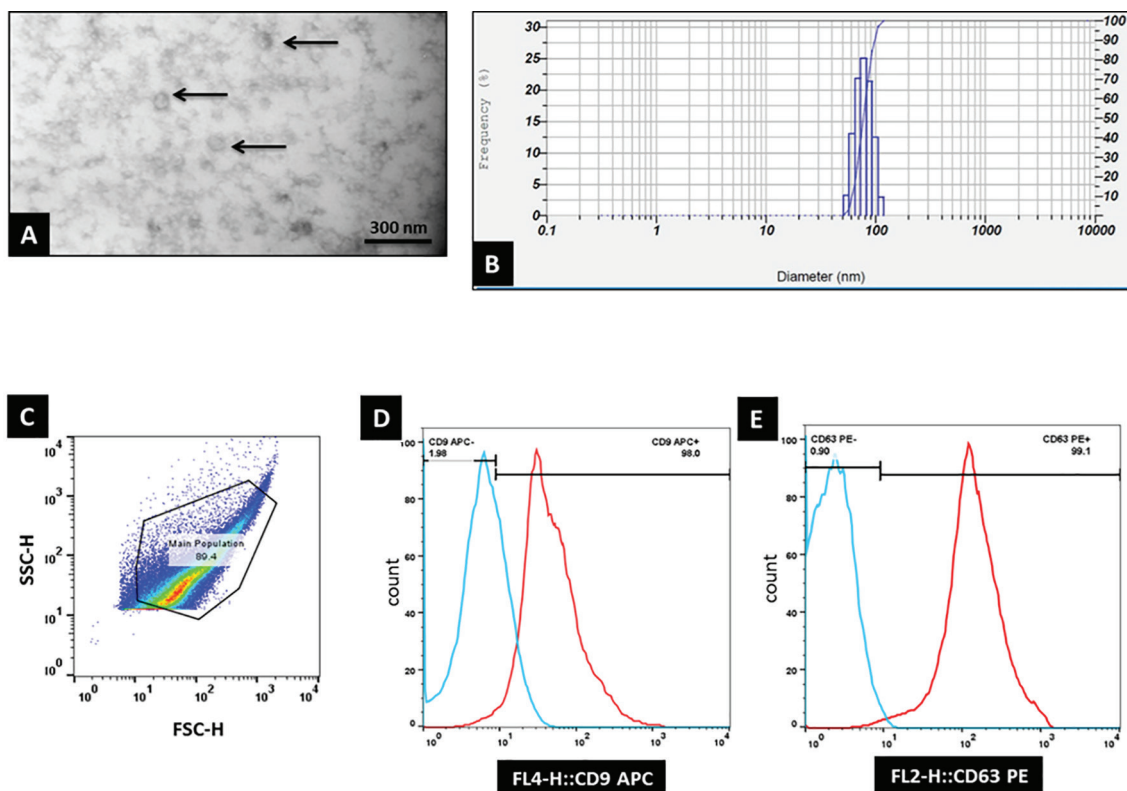 A
300 nm
Frequency (%)
30
25
20
15
10
5
0
100
90
80
70
60
50
40
30
20
10
0.1 1 10 100 1000 10000
Diameter (nm)
B
C
SSC-H
10^4
10^3
10^2
10^1
10^0
Main Population
89.4
10^0 10^1 10^2 10^3 10^4
FSC-H
D
count
100
80
60
40
20
0
CD9 APC-
1.98
CD9 APC+
98.0
10^0 10^1 10^2 10^3 10^4
FL4-H::CD9 APC
E
count
100
80
60
40
20
0
CD63 PE-
0.90
CD63 PE+
99.1
10^0 10^1 10^2 10^3 10^4
FL2-H::CD63 PE